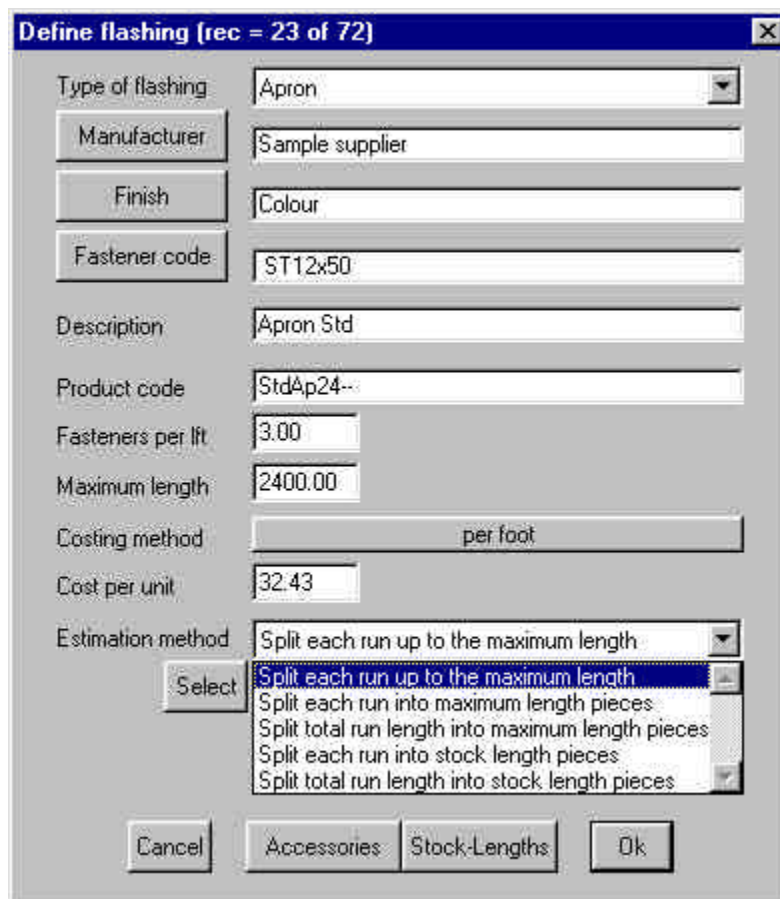 Define flashing (rec = 23 of 72)
Type of flashing Apron
Manufacturer Sample supplier
Finish Colour
Fastener code ST12x50
Description Apron Std
Product code StdAp24--
Fasteners per lft 3.00
Maximum length 2400.00
Costing method per foot
Cost per unit 32.43
Estimation method Split each run up to the maximum length
Select Split each run up to the maximum length
Split each run into maximum length pieces
Split total run length into maximum length pieces
Split each run into stock length pieces
Split total run length into stock length pieces
Cancel Accessories Stock-Lengths Ok